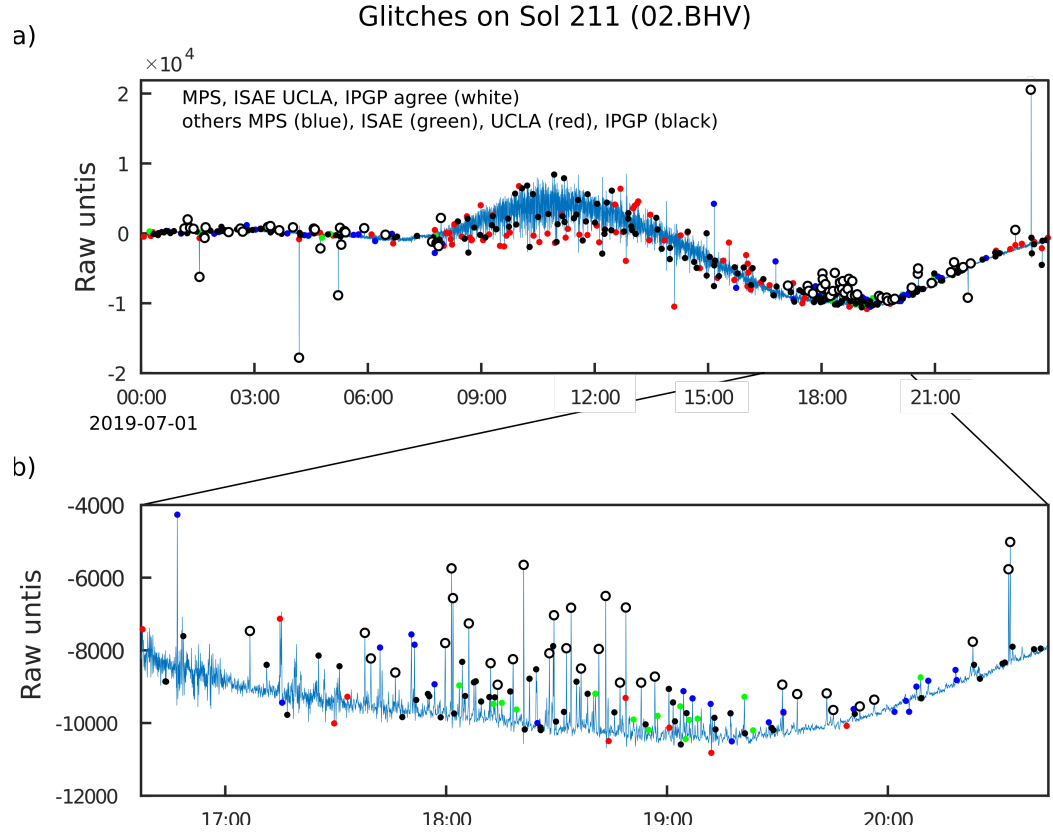 Glitches on Sol 211 (02.BHV)
a)
×10⁴
MPS, ISAE UCLA, IPGP agree (white)
others MPS (blue), ISAE (green), UCLA (red), IPGP (black)
Raw untis
2
1
0
-1
-2
00:00 03:00 06:00 09:00 12:00 15:00 18:00 21:00
2019-07-01
b)
Raw untis
-4000
-6000
-8000
-10000
-12000
17:00 18:00 19:00 20:00